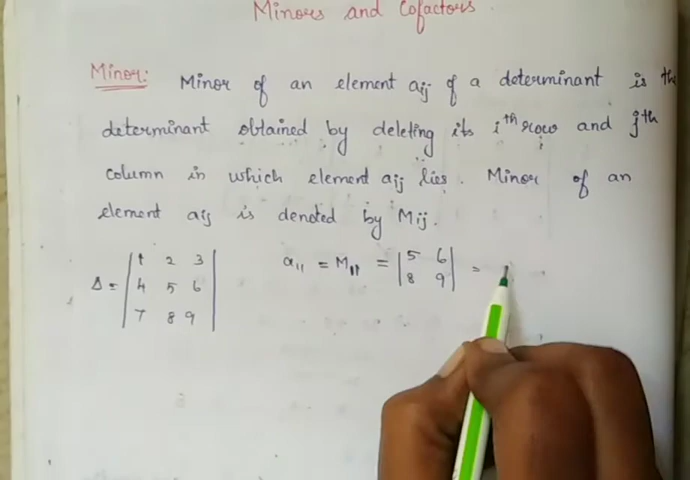 Minors and Cofactors.
Minor: Minor of an element aij of a determinant is the
determinant obtained by deleting its ith row and jth
column in which element aij lies. Minor of an
element aij is denoted by Mij.
Δ = | 1 2 3 | a₁₁ = M₁₁ = | 5 6 | =
| 4 5 6 | | 8 9 |
| 7 8 9 |